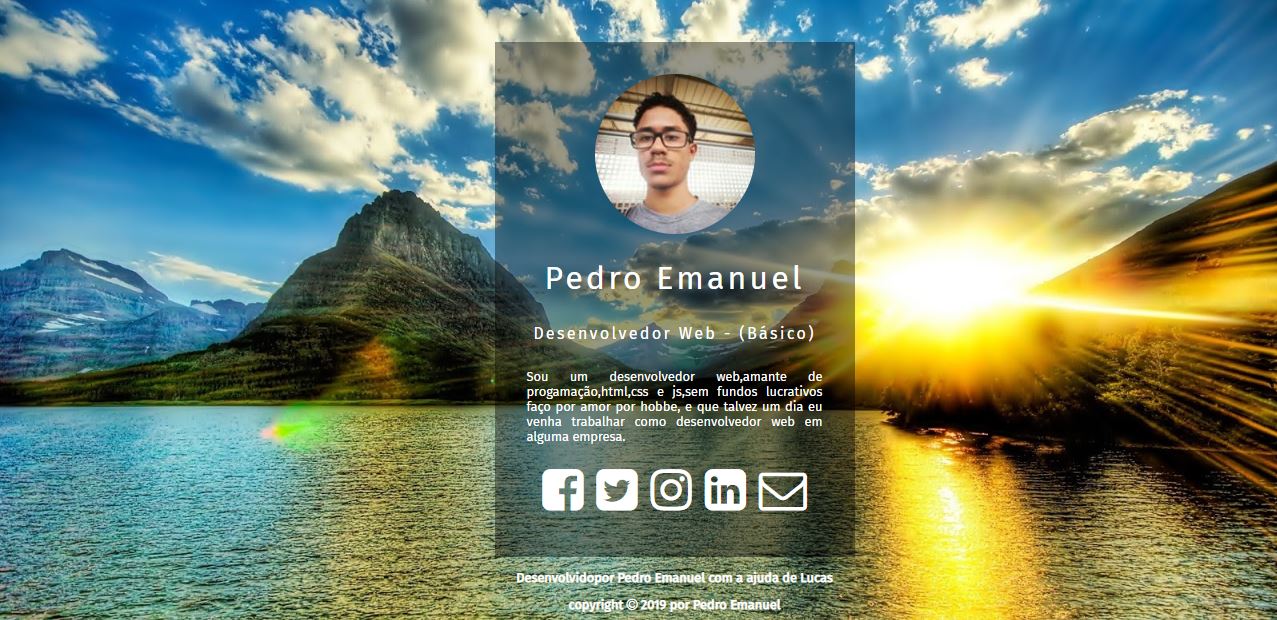 Pedro Emanuel
Desenvolvedor Web - (Básico)
Sou um desenvolvedor web,amante de
progamação,html,css e js,sem fundos lucrativos
faço por amor por hobbe, e que talvez um dia eu
venha trabalhar como desenvolvedor web em
alguma empresa.
Desenvolvidopor Pedro Emanuel com a ajuda de Lucas
copyright © 2019 por Pedro Emanuel